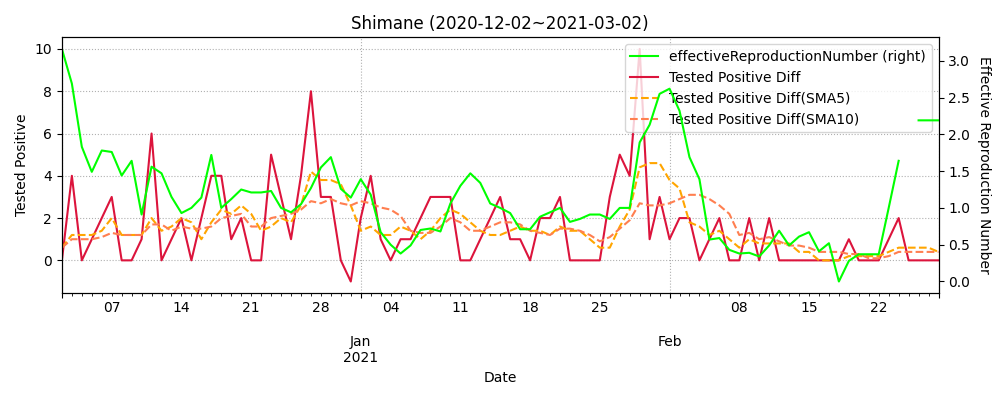 Shimane (2020-12-02~2021-03-02)
effectiveReproductionNumber (right)
Tested Positive Diff
Tested Positive Diff(SMA5)
Tested Positive Diff(SMA10)
Tested Positive
10
8
6
4
2
0
Effective Reproduction Number
3.0
2.5
2.0
1.5
1.0
0.5
0.0
07 14 21 28 04 11 18 25 08 15 22
Jan Feb
2021
Date